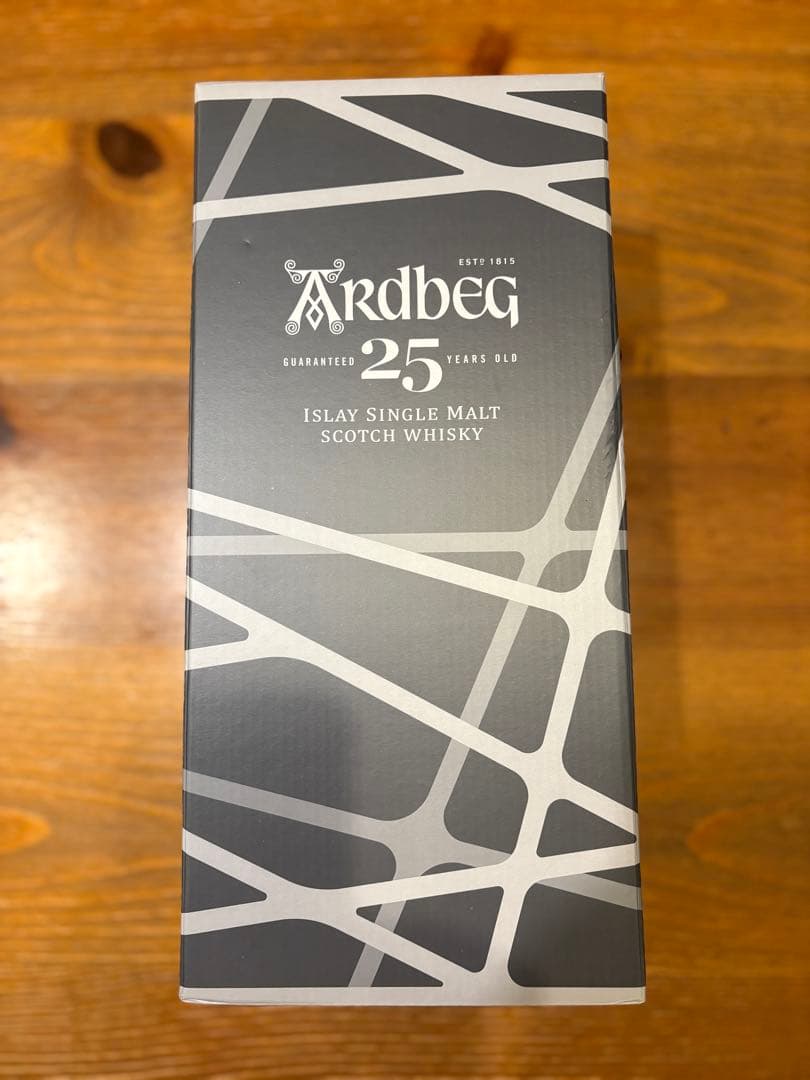 ESTD 1815
ARDBEG
GUARANTEED 25 YEARS OLD
ISLAY SINGLE MALT
SCOTCH WHISKY